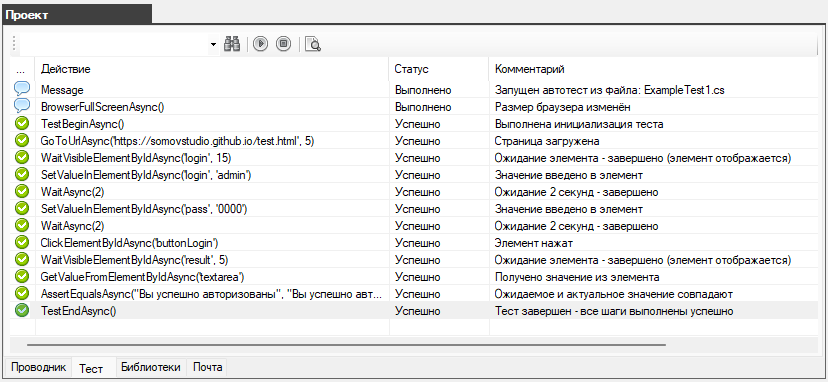 Проект
... Действие Статус Комментарий
Message Выполнено Запущен автотест из файла: ExampleTest1.cs
BrowserFullScreenAsync() Выполнено Размер браузера изменён
TestBeginAsync() Успешно Выполнена инициализация теста
GoToUrlAsync('https://somovstudio.github.io/test.html', 5) Успешно Страница загружена
WaitVisibleElementByIdAsync('login', 15) Успешно Ожидание элемента - завершено (элемент отображается)
SetValueInElementByIdAsync('login', 'admin') Успешно Значение введено в элемент
WaitAsync(2) Успешно Ожидание 2 секунд - завершено
SetValueInElementByIdAsync('pass', '0000') Успешно Значение введено в элемент
WaitAsync(2) Успешно Ожидание 2 секунд - завершено
ClickElementByIdAsync('buttonLogin') Успешно Элемент нажат
WaitVisibleElementByIdAsync('result', 5) Успешно Ожидание элемента - завершено (элемент отображается)
GetValueFromElementByIdAsync('textarea') Успешно Получено значение из элемента
AssertEqualsAsync("Вы успешно авторизованы", "Вы успешно авт... Успешно Ожидаемое и актуальное значение совпадают
TestEndAsync() Успешно Тест завершен - все шаги выполнены успешно
Проводник Тест Библиотеки Почта